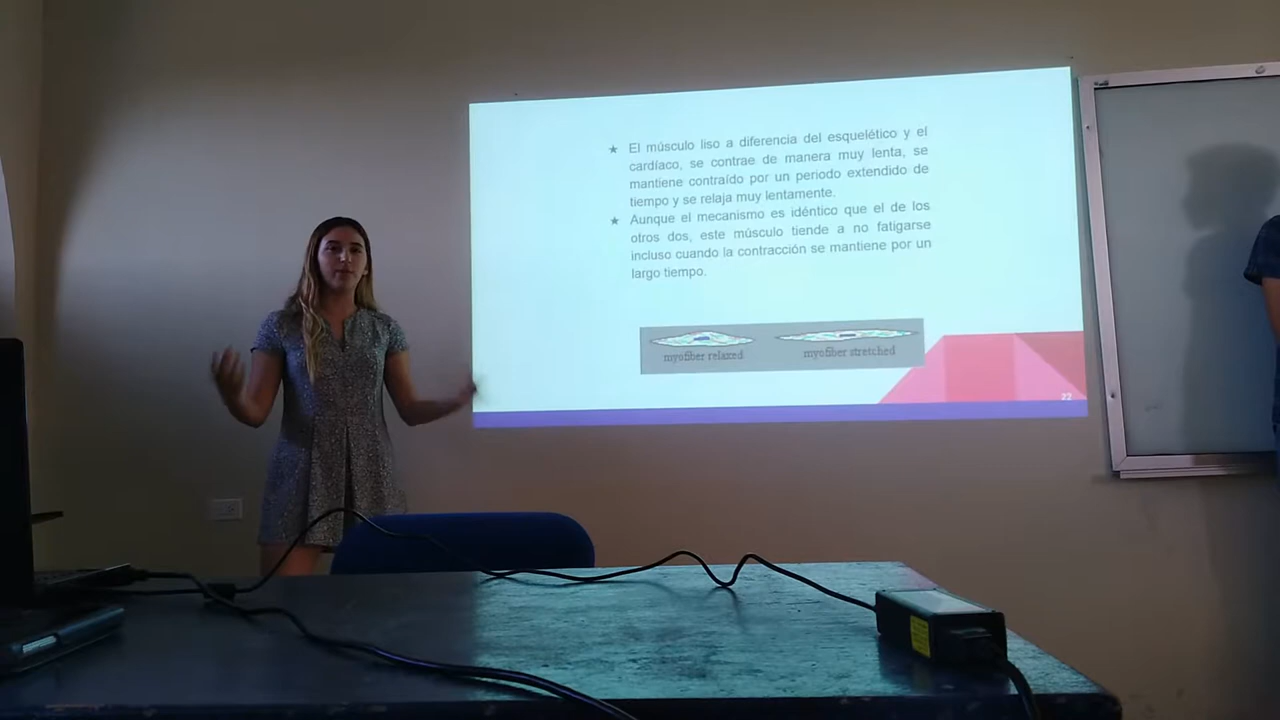 ★ El músculo liso a diferencia del esquelético y el
cardíaco, se contrae de manera muy lenta, se
mantiene contraído por un periodo extendido de
tiempo y se relaja muy lentamente.
★ Aunque el mecanismo es idéntico que el de los
otros dos, este músculo tiende a no fatigarse
incluso cuando la contracción se mantiene por un
largo tiempo.
myofiber relaxed myofiber stretched
22